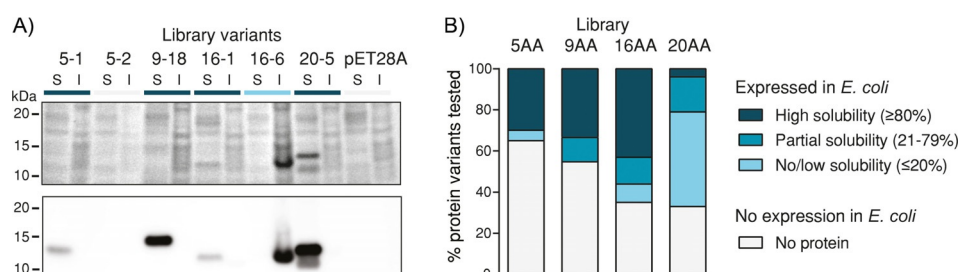 A)
Library variants
5-1 5-2 9-18 16-1 16-6 20-5 pET28A
S I S I S I S I S I S I S I
kDa
20
15
10
20
15
10
B)
Library
5AA 9AA 16AA 20AA
% protein variants tested
100
80
60
40
20
0
Expressed in E. coli
High solubility (≥80%)
Partial solubility (21-79%)
No/low solubility (≤20%)
No expression in E. coli
No protein